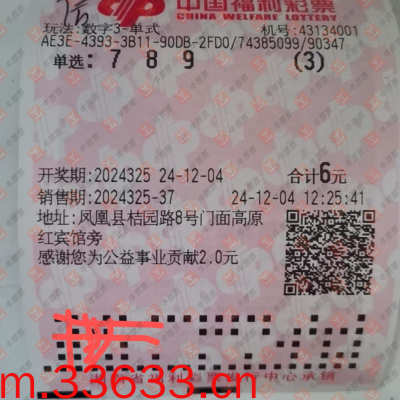 中国福利彩票
CHINA WELFARE LOTTERY
玩法:数字3-单式 机号:43134001
AE3E-4393-3B11-90DB-2FD0/74385099/90347
单选: 7 8 9 (3)
开奖期:2024325 24-12-04 合计6元
销售期:2024325-37 24-12-04 12:25:41
地址:凤凰县桔园路8号门面高原
红宾馆旁
感谢您为公益事业贡献2.0元
m.33633.cn